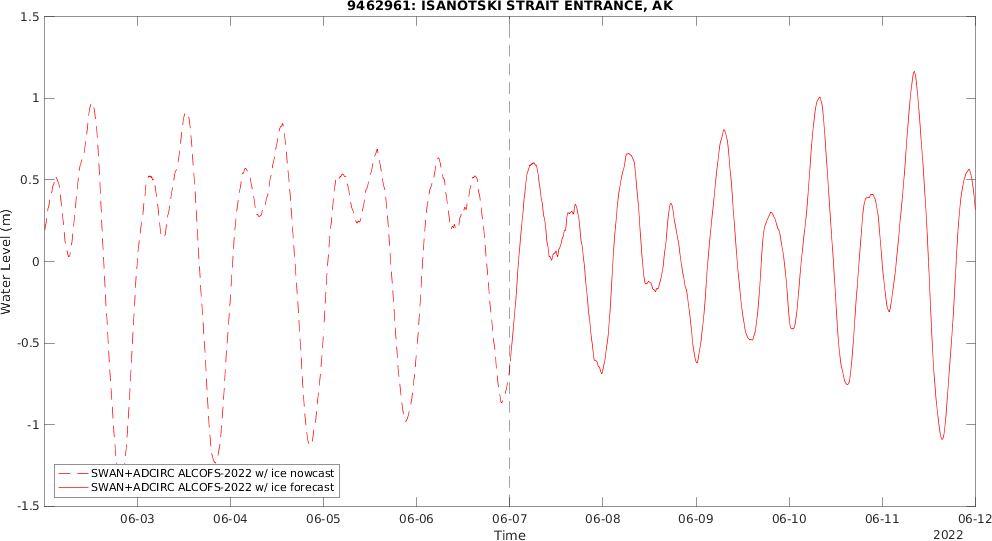 9462961: ISANOTSKI STRAIT ENTRANCE, AK
1.5
1
0.5
0
-0.5
-1
-1.5
Water Level (m)
SWAN+ADCIRC ALCOFS-2022 w/ ice nowcast
SWAN+ADCIRC ALCOFS-2022 w/ ice forecast
06-03 06-04 06-05 06-06 06-07 06-08 06-09 06-10 06-11 06-12
Time
2022